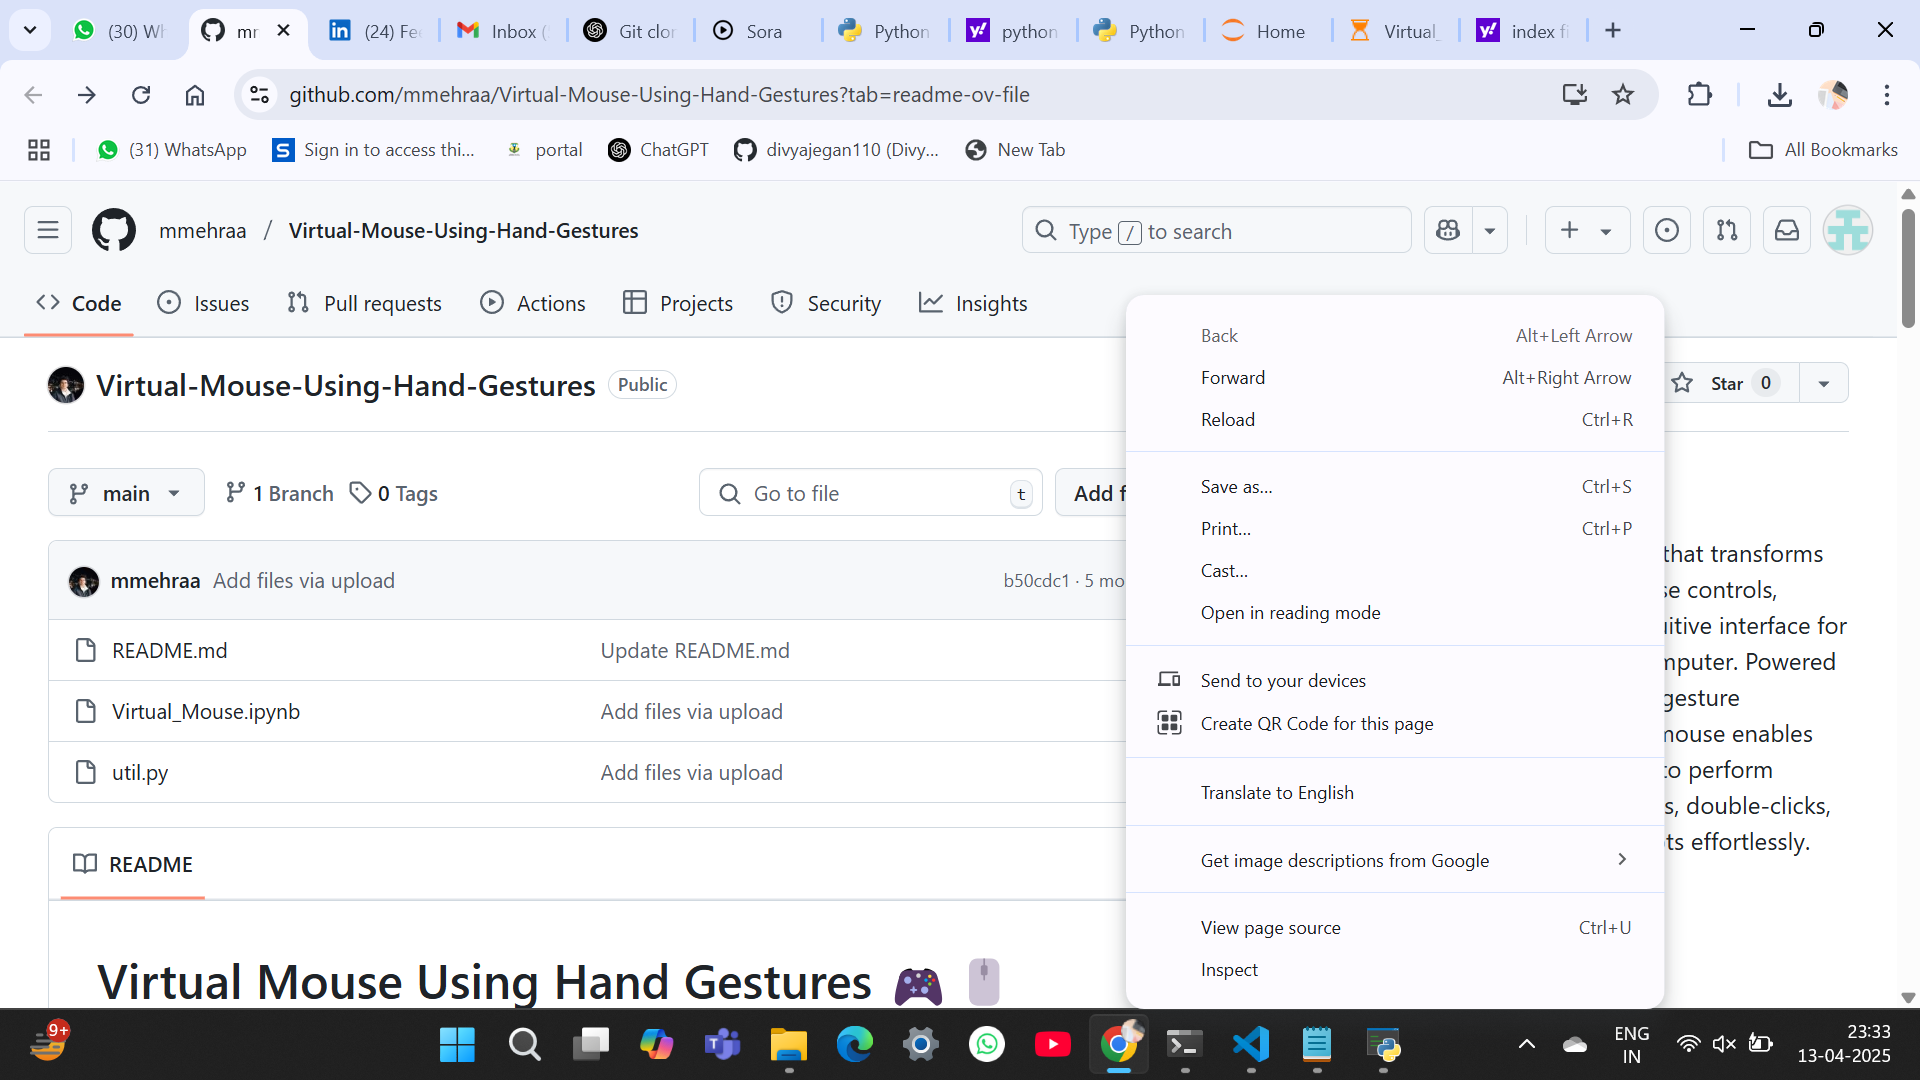 (30) Wh
mr
(24) Fe
Inbox (
Git clor
Sora
Python
python
Python
Home
Virtual_
index fi
github.com/mmehraa/Virtual-Mouse-Using-Hand-Gestures?tab=readme-ov-file
(31) WhatsApp
S Sign in to access thi...
portal
ChatGPT
divyajegan110 (Divy...
New Tab
All Bookmarks
mmehraa / Virtual-Mouse-Using-Hand-Gestures
Type / to search
Code
Issues
Pull requests
Actions
Projects
Security
Insights
Virtual-Mouse-Using-Hand-Gestures Public
Star 0
main
1 Branch
0 Tags
Go to file t
Add f
mmehraa Add files via upload
b50cdc1 · 5 mo
README.md Update README.md
Virtual_Mouse.ipynb Add files via upload
util.py Add files via upload
README
Virtual Mouse Using Hand Gestures
Back Alt+Left Arrow
Forward Alt+Right Arrow
Reload Ctrl+R
Save as... Ctrl+S
Print... Ctrl+P
Cast...
Open in reading mode
Send to your devices
Create QR Code for this page
Translate to English
Get image descriptions from Google
View page source Ctrl+U
Inspect
that transforms
se controls,
uitive interface for
mputer. Powered
gesture
mouse enables
to perform
s, double-clicks,
ts effortlessly.
9+
ENG
IN
23:33
13-04-2025